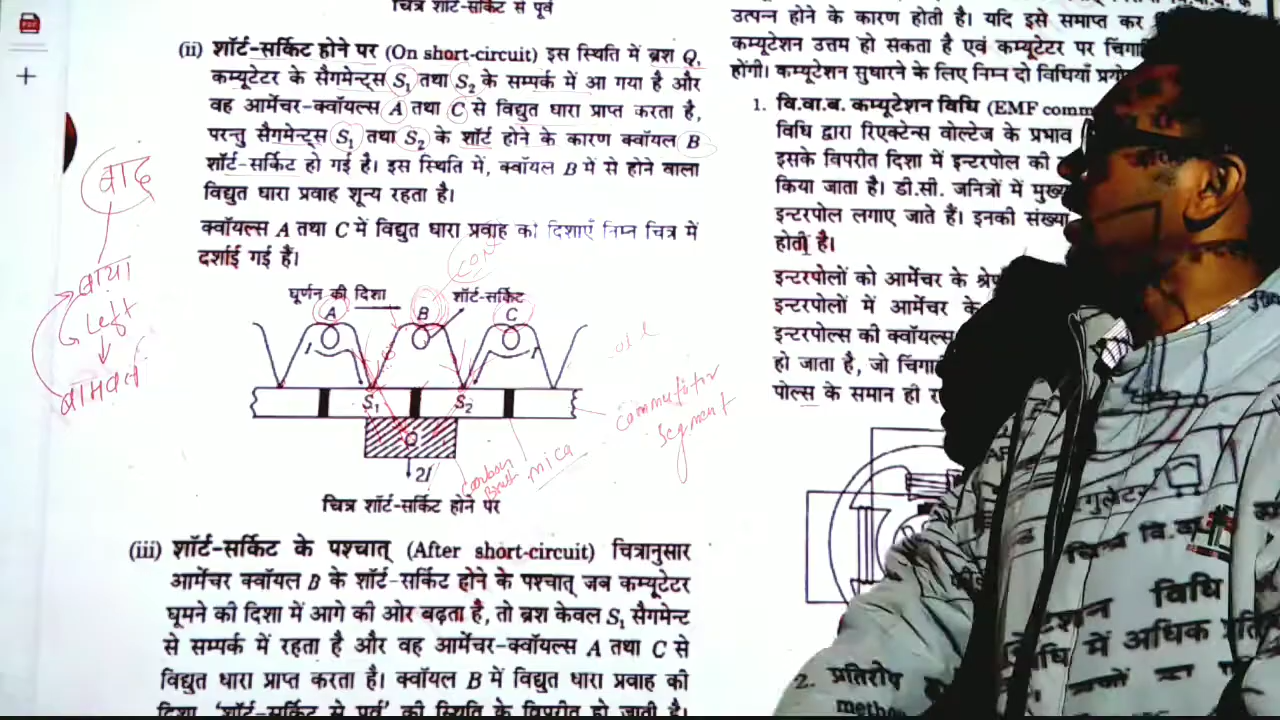 चित्र शॉर्ट-सर्किट से पूर्व
(ii) शॉर्ट-सर्किट होने पर (On short-circuit) इस स्थिति में ब्रश Q,
कम्यूटेटर के सैगमेन्ट्स S₁ तथा S₂ के सम्पर्क में आ गया है और
वह आर्मेचर-क्वॉयल्स A तथा C से विद्युत धारा प्राप्त करता है,
परन्तु सैगमेन्ट्स S₁ तथा S₂ के शॉर्ट होने के कारण क्वॉयल B
शॉर्ट-सर्किट हो गई है। इस स्थिति में, क्वॉयल B में से होने वाला
विद्युत धारा प्रवाह शून्य रहता है।
क्वॉयल्स A तथा C में विद्युत धारा प्रवाह की दिशाएँ निम्न चित्र में
दर्शाई गई हैं।
घूर्णन की दिशा
शॉर्ट-सर्किट
A
B
C
I
I
S₁
S₂
Q
2I
चित्र शॉर्ट-सर्किट होने पर
(iii) शॉर्ट-सर्किट के पश्चात् (After short-circuit) चित्रानुसार
आर्मेचर क्वॉयल B के शॉर्ट-सर्किट होने के पश्चात् जब कम्यूटेटर
घूमने की दिशा में आगे की ओर बढ़ता है, तो ब्रश केवल S₁ सैगमेन्ट
से सम्पर्क में रहता है और वह आर्मेचर-क्वॉयल्स A तथा C से
विद्युत धारा प्राप्त करता है। क्वॉयल B में विद्युत धारा प्रवाह की
दिशा 'शॉर्ट-सर्किट से पूर्व' की स्थिति के विपरीत हो जाती है।
बाद
बाया
Left
बामवर्त
mica
Commutator
Segment
उत्पन्न होने के कारण होती है। यदि इसे समाप्त कर
कम्यूटेशन उत्तम हो सकता है एवं कम्यूटेटर पर
होंगी। कम्यूटेशन सुधारने के लिए निम्न दो विधियाँ
1. वि.वा.ब. कम्यूटेशन विधि (EMF
विधि द्वारा रिएक्टेन्स वोल्टेज के प्रभाव
इसके विपरीत दिशा में इन्टरपोल की
किया जाता है। डी.सी. जनित्रों में मुख्य
इन्टरपोल लगाए जाते हैं। इनकी संख्या
होती है।
इन्टरपोलों को आर्मेचर के
इन्टरपोलों में आर्मेचर के
इन्टरपोल्स की क्वॉयल्स
हो जाता है, जो
पोल्स के समान ही
2. प्रतिरोध